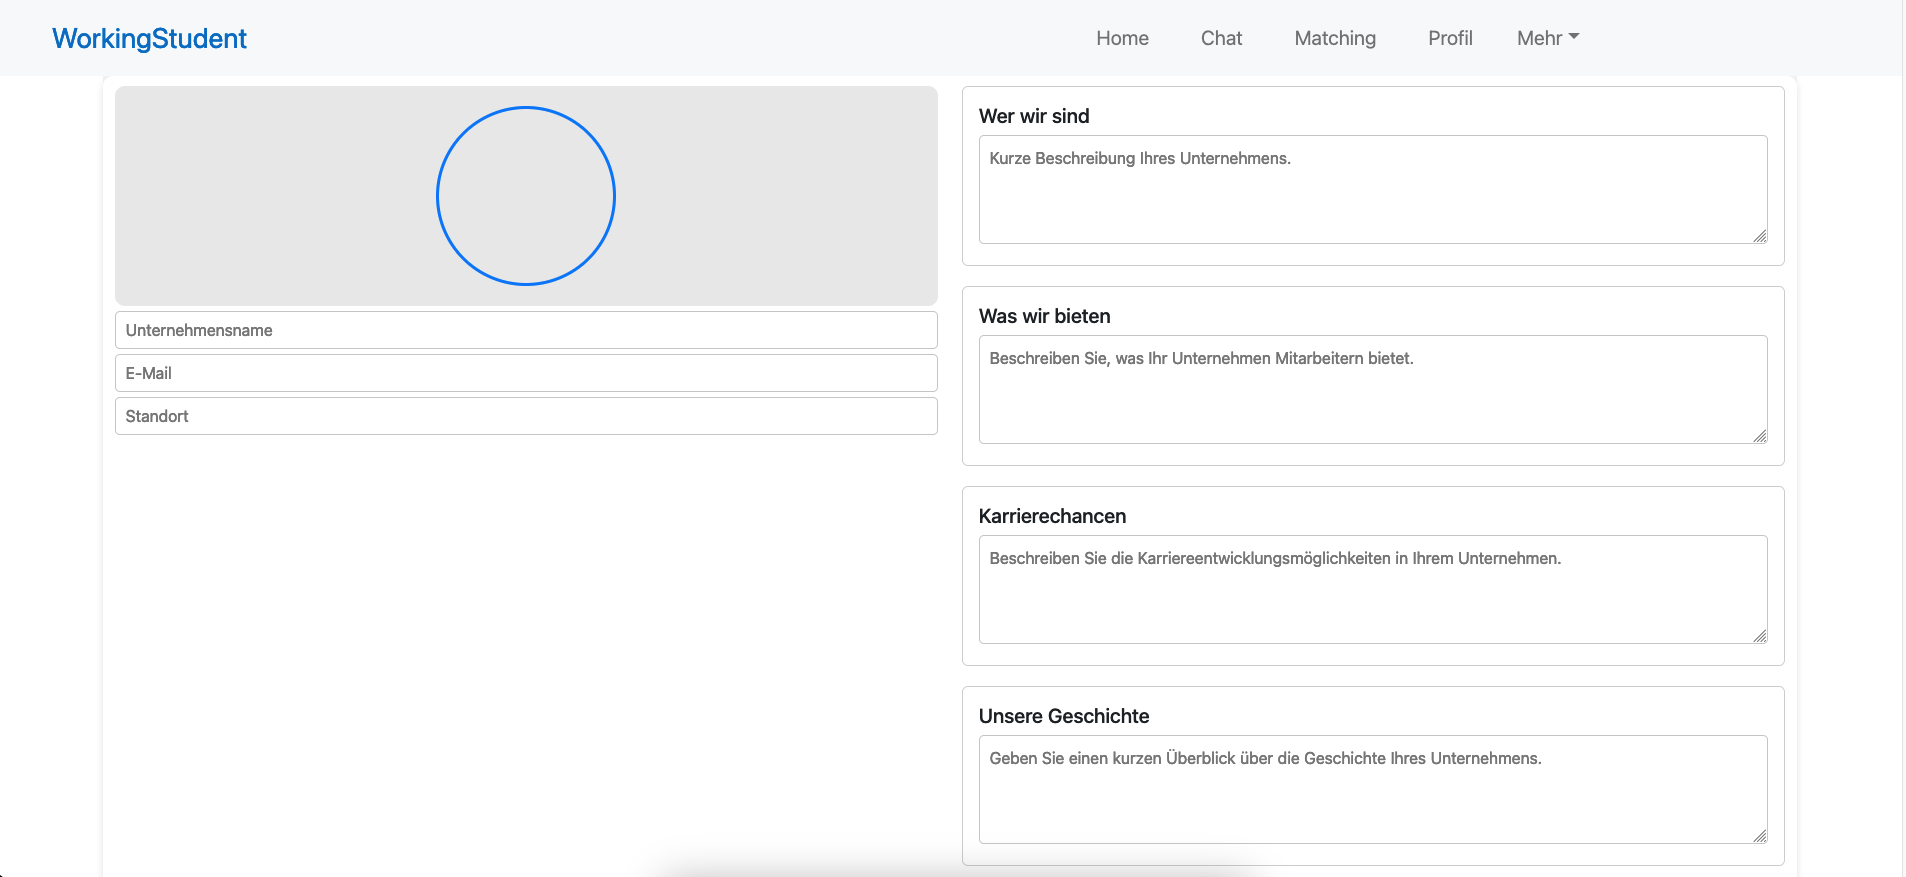 WorkingStudent
Home Chat Matching Profil Mehr
Unternehmensname
E-Mail
Standort
Wer wir sind
Kurze Beschreibung Ihres Unternehmens.
Was wir bieten
Beschreiben Sie, was Ihr Unternehmen Mitarbeitern bietet.
Karrierechancen
Beschreiben Sie die Karriereentwicklungsmöglichkeiten in Ihrem Unternehmen.
Unsere Geschichte
Geben Sie einen kurzen Überblick über die Geschichte Ihres Unternehmens.